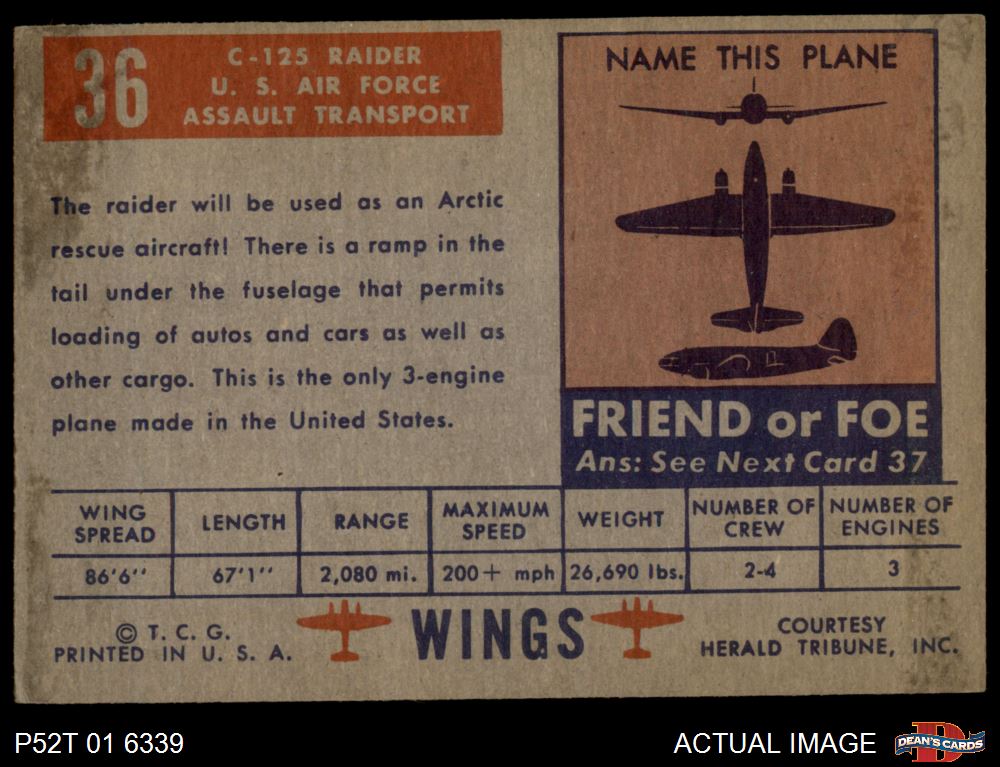 36
C-125 RAIDER
U. S. AIR FORCE
ASSAULT TRANSPORT
The raider will be used as an Arctic
rescue aircraft! There is a ramp in the
tail under the fuselage that permits
loading of autos and cars as well as
other cargo. This is the only 3-engine
plane made in the United States.
NAME THIS PLANE
FRIEND or FOE
Ans: See Next Card 37
WING SPREAD LENGTH RANGE MAXIMUM SPEED WEIGHT NUMBER OF CREW NUMBER OF ENGINES
86'6'' 67'1'' 2,080 mi. 200+ mph 26,690 lbs. 2-4 3
© T. C. G.
PRINTED IN U. S. A.
WINGS
COURTESY
HERALD TRIBUNE, INC.
P52T 01 6339
ACTUAL IMAGE
D
DEAN'S CARDS